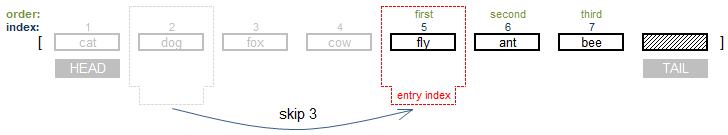 order: first second third
index: 1 2 3 4 5 6 7
[ cat dog fox cow fly ant bee ]
HEAD TAIL
entry index
skip 3